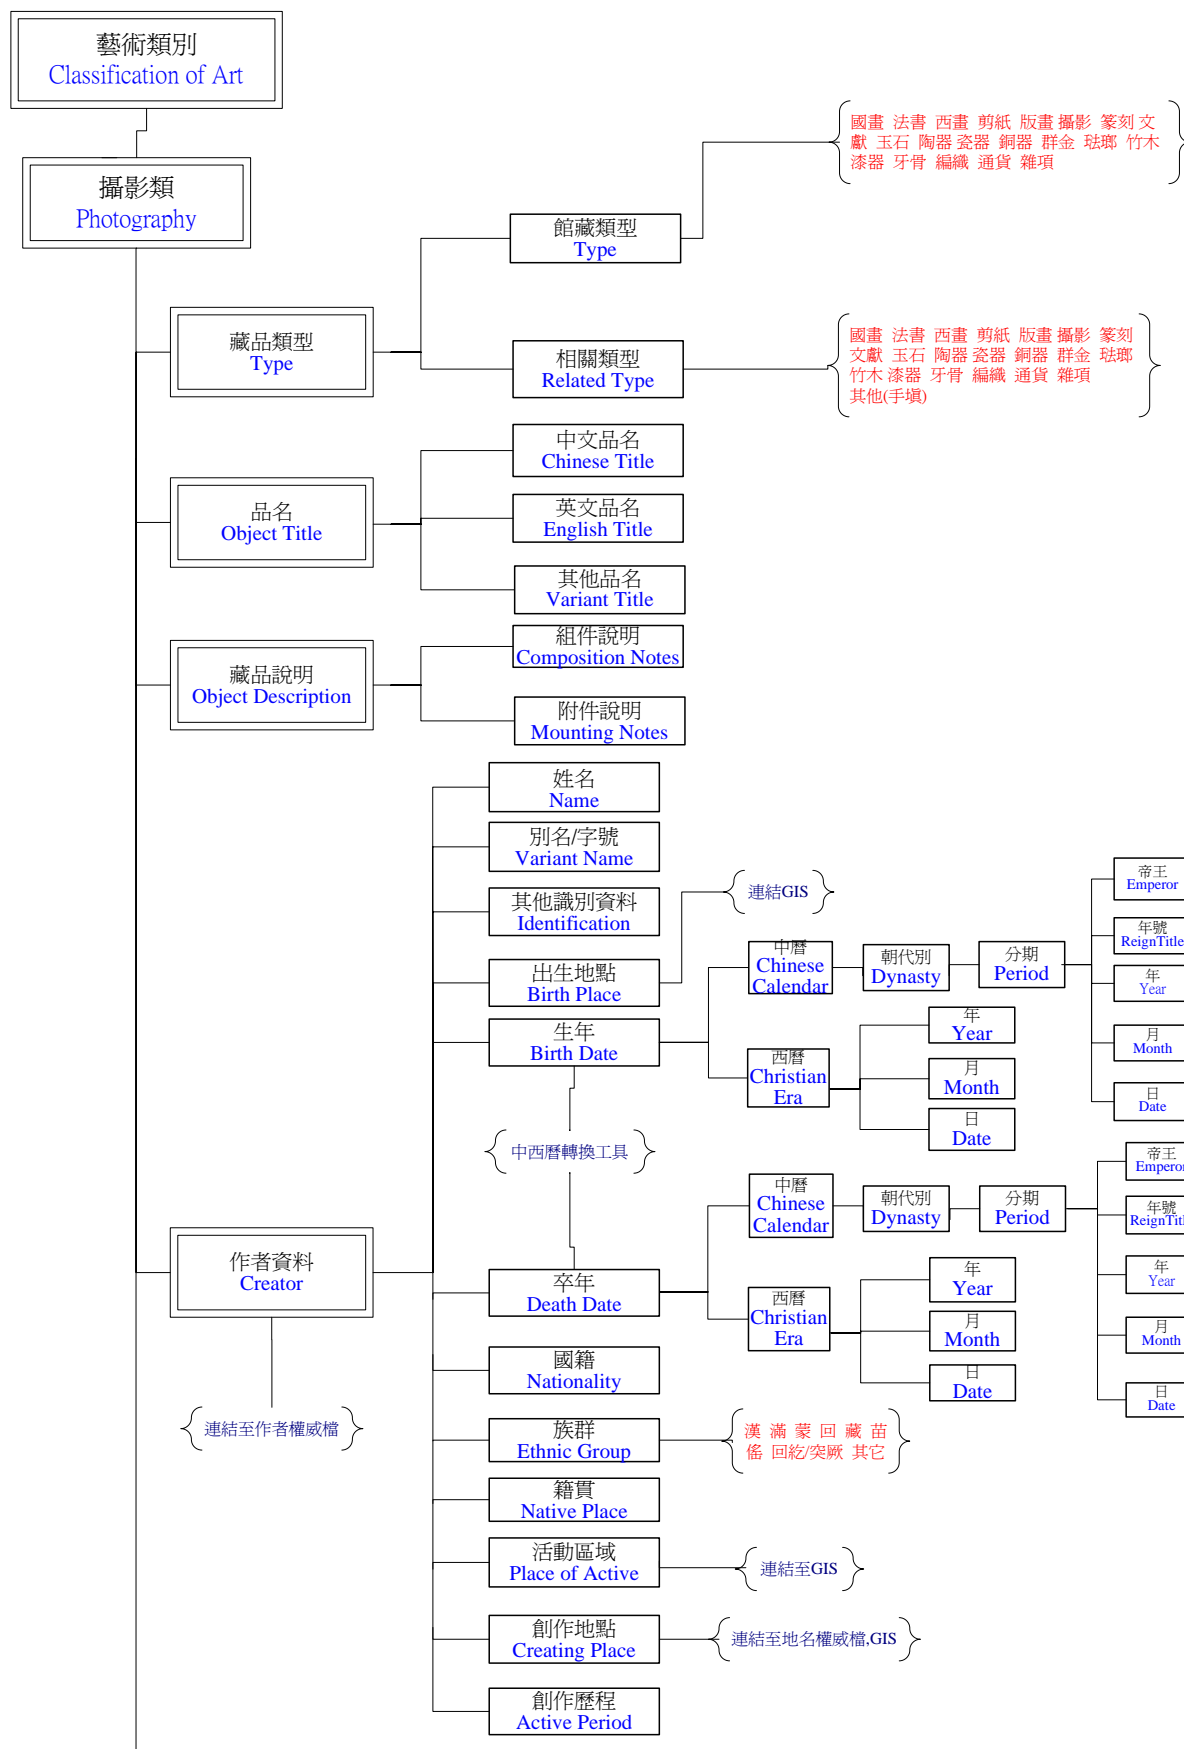 藝術類別
Classification of Art
攝影類
Photography
國畫 法書 西畫 剪紙 版畫 攝影 篆刻 文
獻 玉石 陶器 瓷器 銅器 群金 琺瑯 竹木
漆器 牙骨 編織 通貨 雜項
館藏類型
Type
藏品類型
Type
相關類型
Related Type
國畫 法書 西畫 剪紙 版畫 攝影 篆刻
文獻 玉石 陶器 瓷器 銅器 群金 琺瑯
竹木 漆器 牙骨 編織 通貨 雜項
其他(手塡)
中文品名
Chinese Title
品名
Object Title
英文品名
English Title
其他品名
Variant Title
組件說明
Composition Notes
藏品說明
Object Description
附件說明
Mounting Notes
姓名
Name
別名/字號
Variant Name
其他識別資料
Identification
連結GIS
出生地點
Birth Place
生年
Birth Date
中曆
Chinese
Calendar
朝代別
Dynasty
分期
Period
帝王
Emperor
年號
ReignTitle
年
Year
月
Month
日
Date
西曆
Christian
Era
年
Year
月
Month
日
Date
中西曆轉換工具
作者資料
Creator
連結至作者權威檔
卒年
Death Date
中曆
Chinese
Calendar
朝代別
Dynasty
分期
Period
帝王
Emperor
年號
ReignTitl
年
Year
月
Month
日
Date
西曆
Christian
Era
年
Year
月
Month
日
Date
國籍
Nationality
族群
Ethnic Group
漢 滿 蒙 回 藏 苗
傜 回紇/突厥 其它
籍貫
Native Place
活動區域
Place of Active
連結至GIS
創作地點
Creating Place
連結至地名權威檔,GIS
創作歷程
Active Period